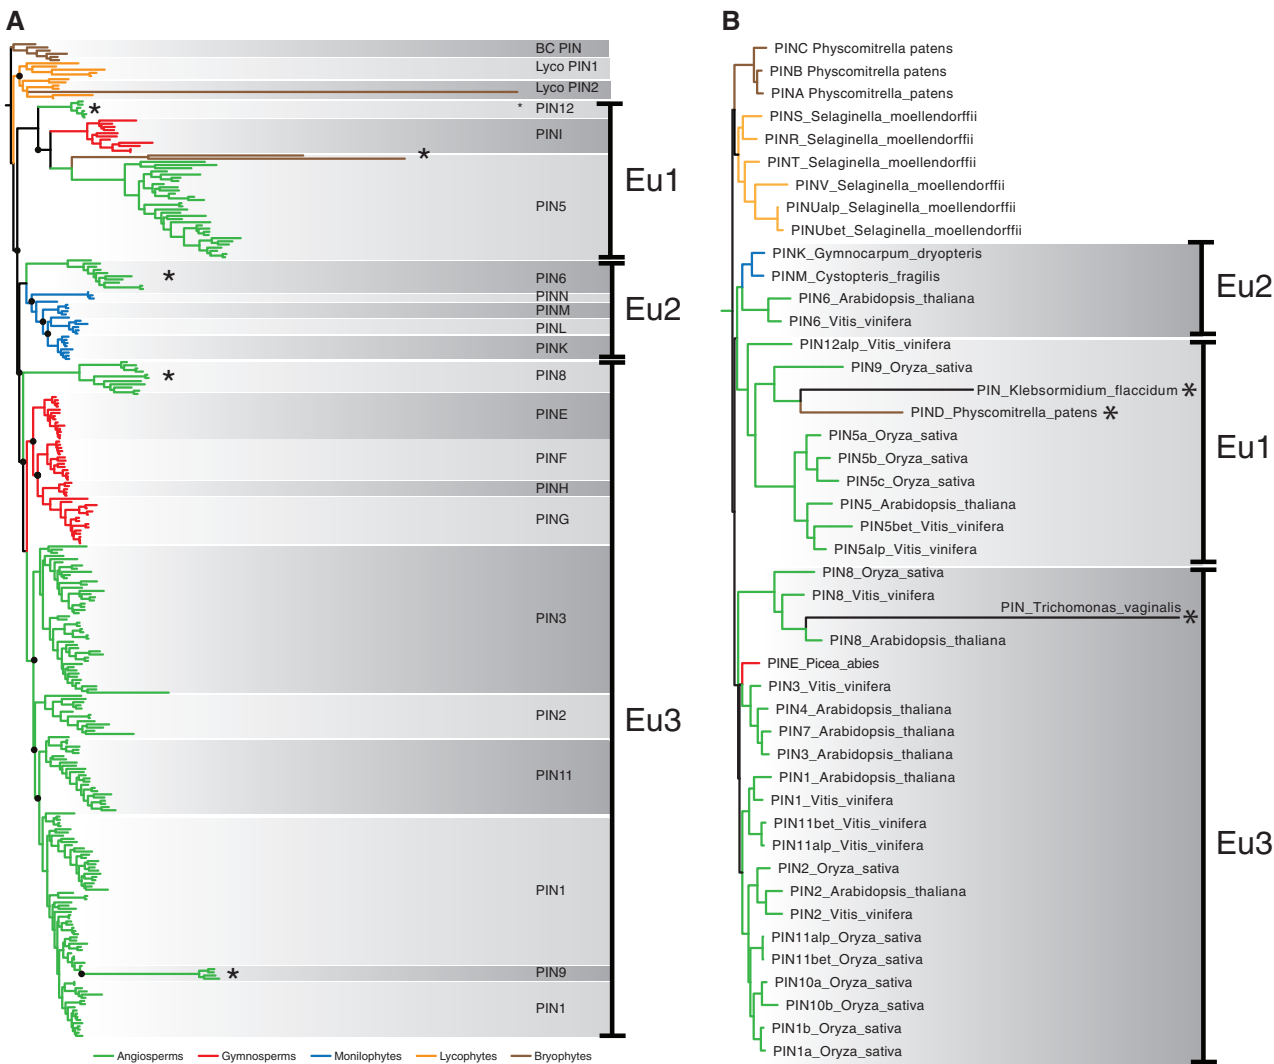 A
BC PIN
Lyco PIN1
Lyco PIN2
* * PIN12
PINI
*
PIN5
Eu1
* PIN6
PINN
PINM
PINL
PINK
Eu2
* PIN8
PINE
PINF
PINH
PING
PIN3
PIN2
PIN11
PIN1
* PIN9
PIN1
Eu3
Angiosperms Gymnosperms Monilophytes Lycophytes Bryophytes
B
PINC Physcomitrella patens
PINB Physcomitrella patens
PINA Physcomitrella_patens
PINS_Selaginella_moellendorffii
PINR_Selaginella_moellendorffii
PINT_Selaginella_moellendorffii
PINV_Selaginella_moellendorffii
PINUalp_Selaginella_moellendorffii
PINUbet_Selaginella_moellendorffii
PINK_Gymnocarpum_dryopteris
PINM_Cystopteris_fragilis
PIN6_Arabidopsis_thaliana
PIN6_Vitis_vinifera
Eu2
PIN12alp_Vitis_vinifera
PIN9_Oryza_sativa
PIN_Klebsormidium_flaccidum *
PIND_Physcomitrella_patens *
PIN5a_Oryza_sativa
PIN5b_Oryza_sativa
PIN5c_Oryza_sativa
PIN5_Arabidopsis_thaliana
PIN5bet_Vitis_vinifera
PIN5alp_Vitis_vinifera
Eu1
PIN8_Oryza_sativa
PIN8_Vitis_vinifera
PIN_Trichomonas_vaginalis *
PIN8_Arabidopsis_thaliana
PINE_Picea_abies
PIN3_Vitis_vinifera
PIN4_Arabidopsis_thaliana
PIN7_Arabidopsis_thaliana
PIN3_Arabidopsis_thaliana
PIN1_Arabidopsis_thaliana
PIN1_Vitis_vinifera
PIN11bet_Vitis_vinifera
PIN11alp_Vitis_vinifera
PIN2_Oryza_sativa
PIN2_Arabidopsis_thaliana
PIN2_Vitis_vinifera
PIN11alp_Oryza_sativa
PIN11bet_Oryza_sativa
PIN10a_Oryza_sativa
PIN10b_Oryza_sativa
PIN1b_Oryza_sativa
PIN1a_Oryza_sativa
Eu3